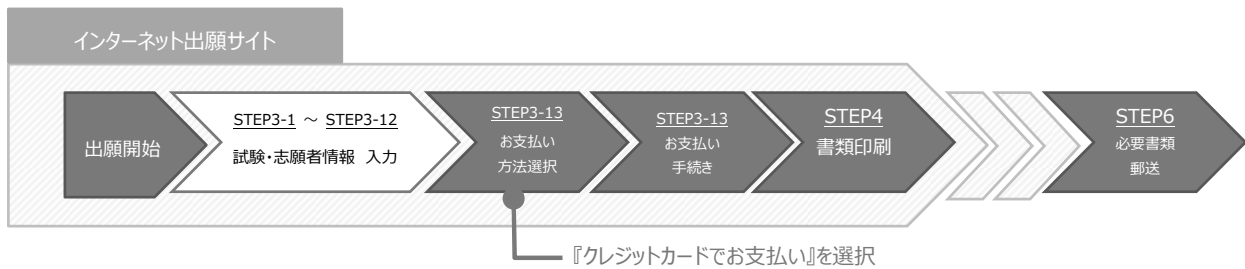 インターネット出願サイト
出願開始
STEP3-1 ～ STEP3-12
試験・志願者情報 入力
STEP3-13
お支払い
方法選択
STEP3-13
お支払い
手続き
STEP4
書類印刷
STEP6
必要書類
郵送
『クレジットカードでお支払い』を選択